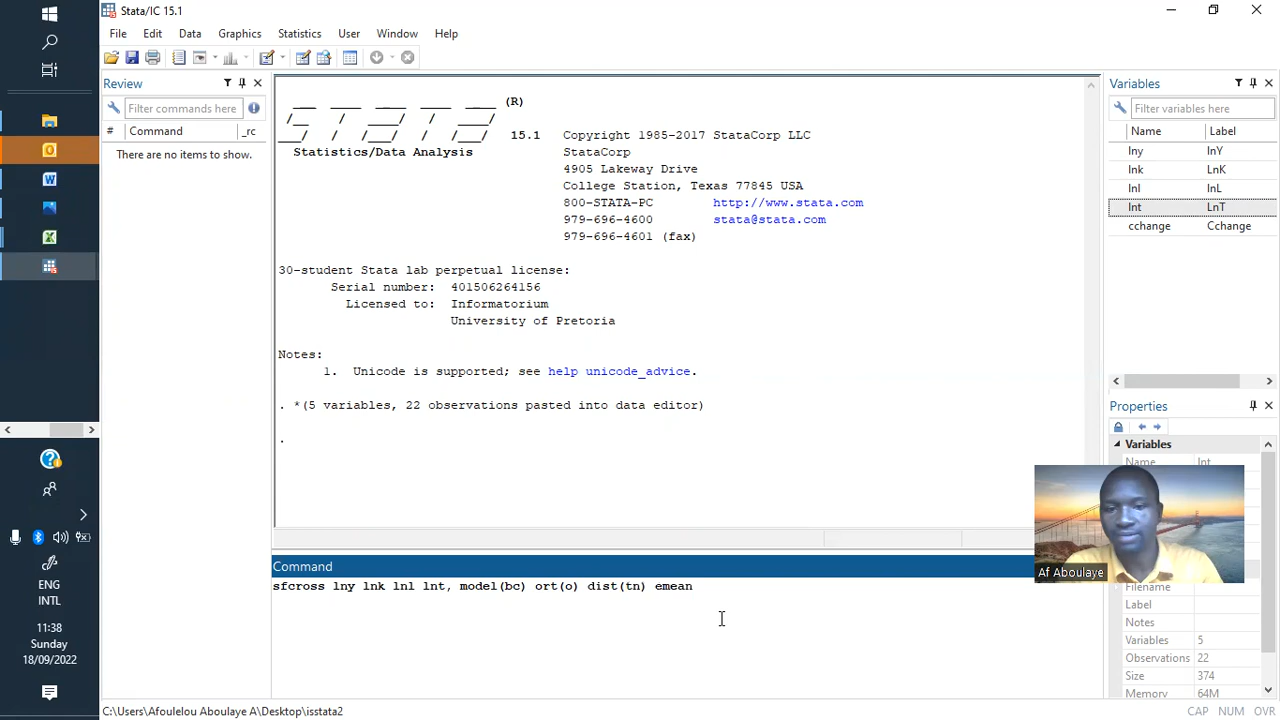 Stata/IC 15.1
File Edit Data Graphics Statistics User Window Help
Review
Filter commands here
# Command _rc
There are no items to show.
(R)
STATA 15.1 Copyright 1985-2017 StataCorp LLC
Statistics/Data Analysis StataCorp
4905 Lakeway Drive
College Station, Texas 77845 USA
800-STATA-PC http://www.stata.com
979-696-4600 stata@stata.com
979-696-4601 (fax)
30-student Stata lab perpetual license:
Serial number: 401506264156
Licensed to: Informatorium
University of Pretoria
Notes:
1. Unicode is supported; see help unicode_advice.
. *(5 variables, 22 observations pasted into data editor)
.
Command
sfcross lny lnk lnl lnt, model(bc) ort(o) dist(tn) emean
Variables
Filter variables here
Name Label
lny lnY
lnk LnK
lnl lnL
lnt LnT
cchange Cchange
Properties
Variables
Name lnt
Af Aboulaye
Filename
Label
Notes
Variables 5
Observations 22
Size 374
Memory 64M
ENG
INTL
11:38
Sunday
18/09/2022
C:\Users\Afoulelou Aboulaye A\Desktop\isstata2
CAP NUM OVR